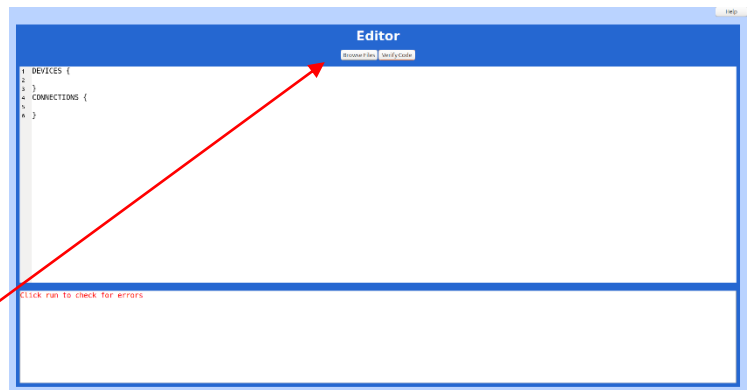 Help
Editor
Browse Files Verify Code
1 DEVICES {
2
3 }
4 CONNECTIONS {
5
6 }
Click run to check for errors